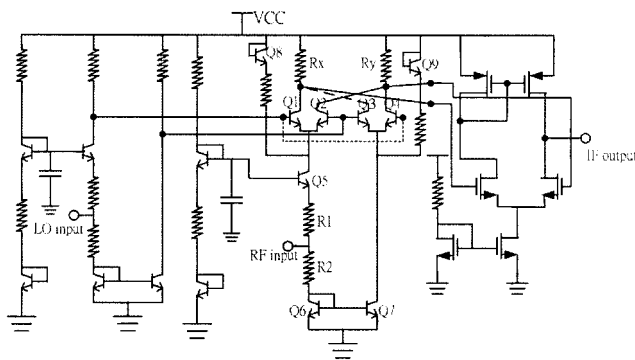 VCC
Q8
Rx
Ry
Q9
Q1
Q2
Q3
Q4
IF output
Q5
LO input
R1
RF input
R2
Q6
Q7